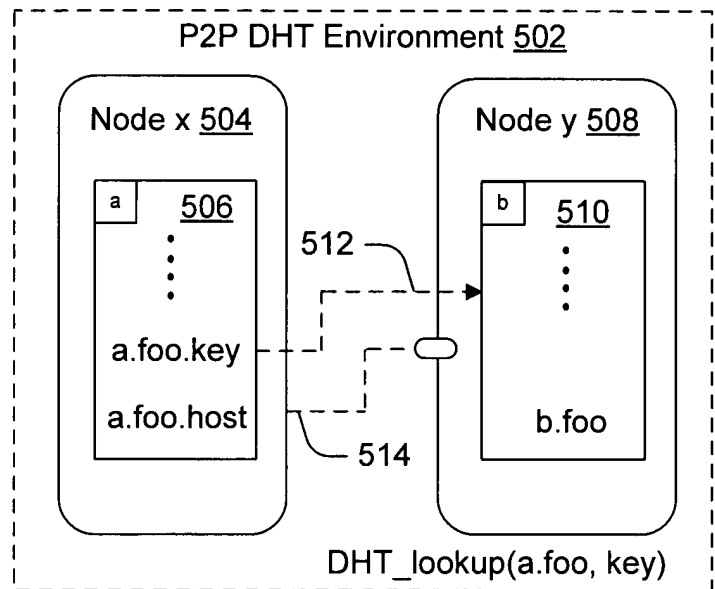 P2P DHT Environment 502
Node x 504
Node y 508
a
506
b
510
512
a.foo.key
a.foo.host
b.foo
514
DHT_lookup(a.foo, key)